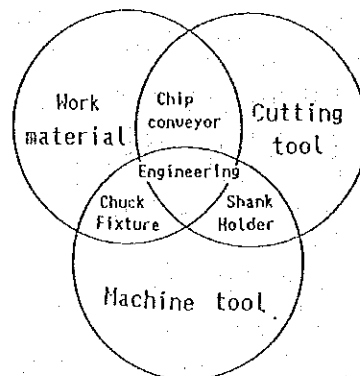 Work
material
Chip
conveyor
Cutting
tool
Engineering
Chuck
Fixture
Shank
Holder
Machine tool